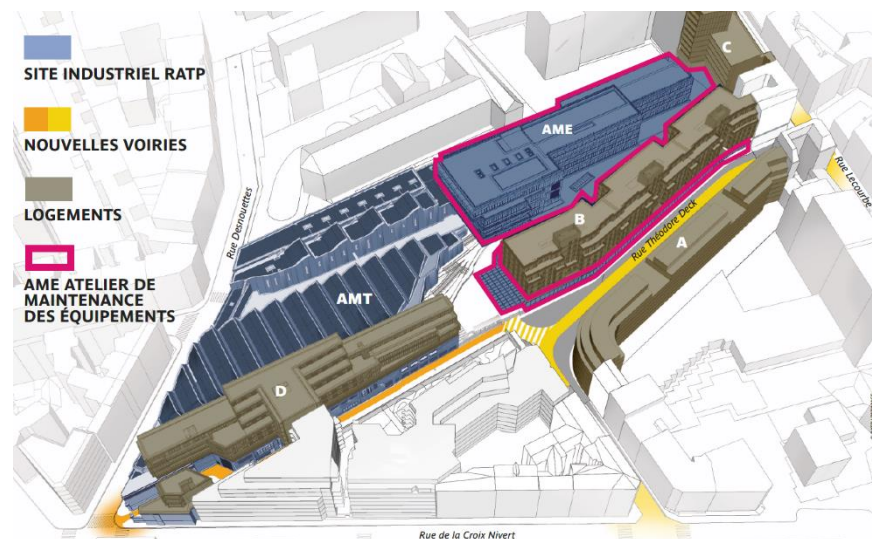 SITE INDUSTRIEL RATP
NOUVELLES VOIRIES
LOGEMENTS
AME ATELIER DE
MAINTENANCE
DES ÉQUIPEMENTS
C
AME
Rue Lecourbe
Rue Desnouettes
B
Rue Théodore Deck
A
AMT
D
Rue de la Croix Nivert